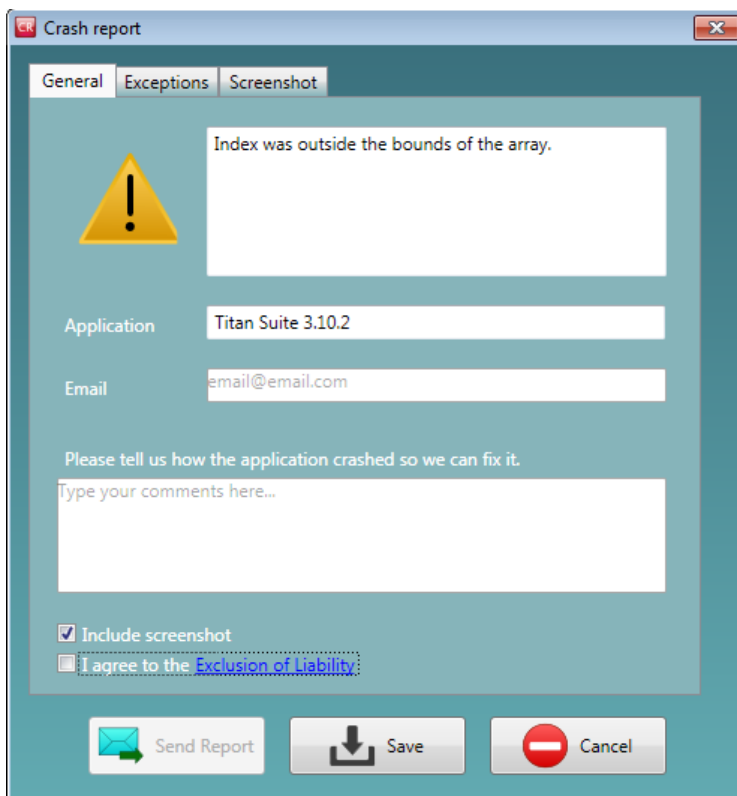 CR Crash report
General Exceptions Screenshot
Index was outside the bounds of the array.
Application Titan Suite 3.10.2
Email email@email.com
Please tell us how the application crashed so we can fix it.
Type your comments here...
Include screenshot
I agree to the Exclusion of Liability
Send Report Save Cancel